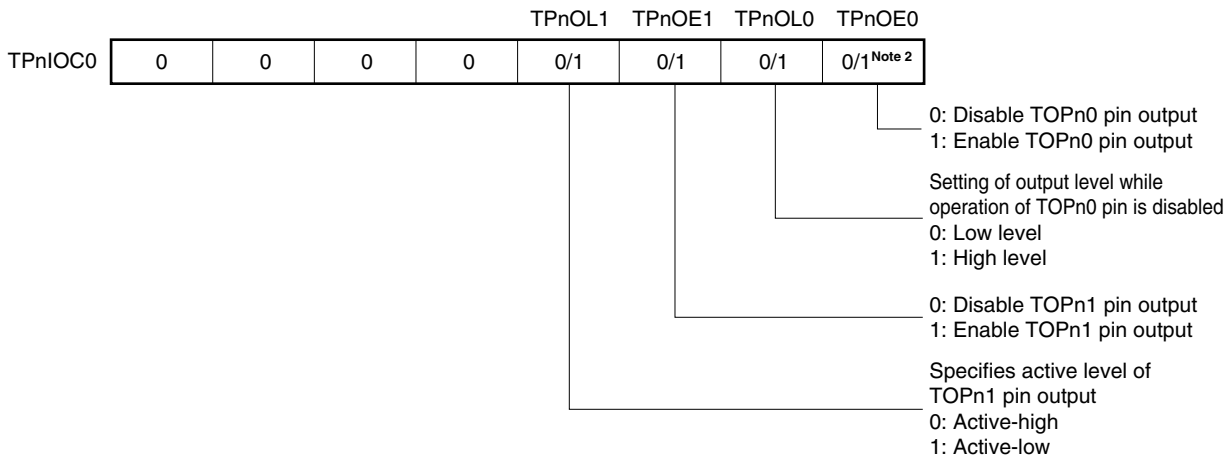 TPnOL1 TPnOE1 TPnOL0 TPnOE0
TPnIOC0 0 0 0 0 0/1 0/1 0/1 0/1 Note 2
0: Disable TOPn0 pin output
1: Enable TOPn0 pin output
Setting of output level while
operation of TOPn0 pin is disabled
0: Low level
1: High level
0: Disable TOPn1 pin output
1: Enable TOPn1 pin output
Specifies active level of
TOPn1 pin output
0: Active-high
1: Active-low